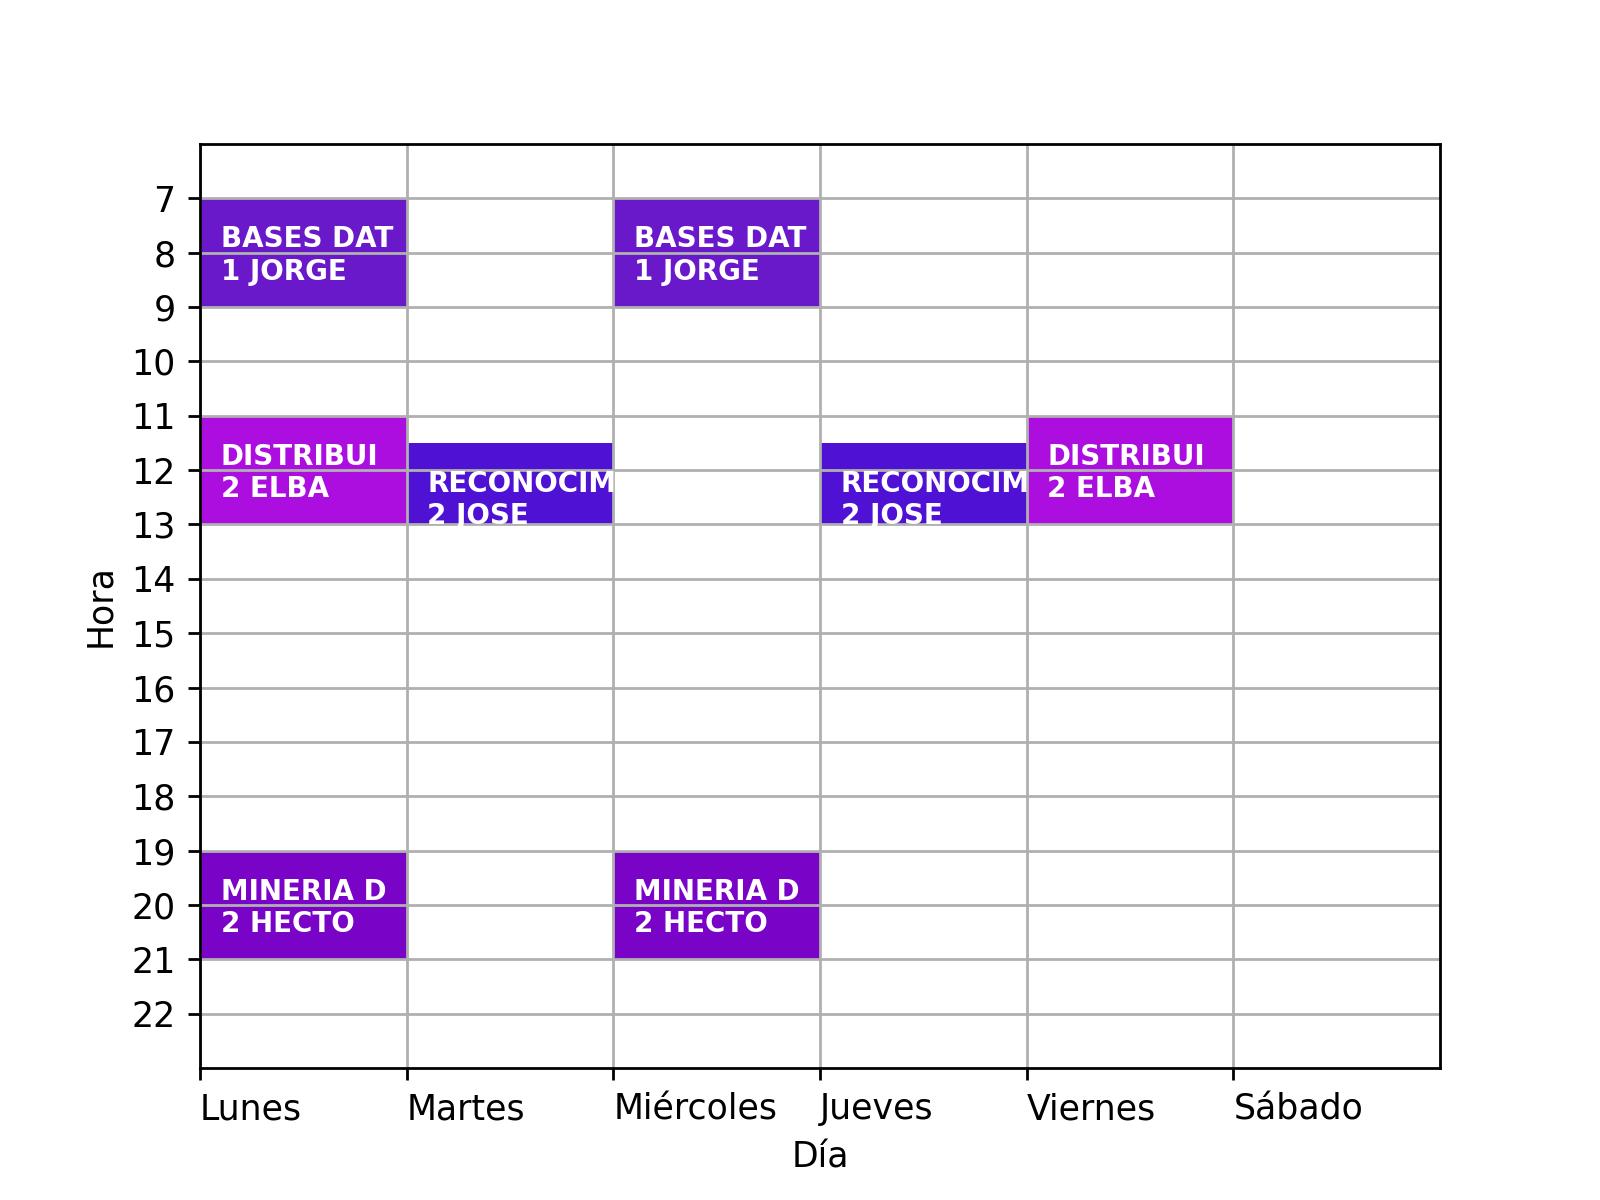 7
8
9
10
11
12
13
14
15
16
17
18
19
20
21
22
Hora
BASES DAT
1 JORGE
BASES DAT
1 JORGE
DISTRIBUI
2 ELBA
RECONOCIM
2 JOSE
RECONOCIM
2 JOSE
DISTRIBUI
2 ELBA
MINERIA D
2 HECTO
MINERIA D
2 HECTO
Lunes Martes Miércoles Jueves Viernes Sábado
Día